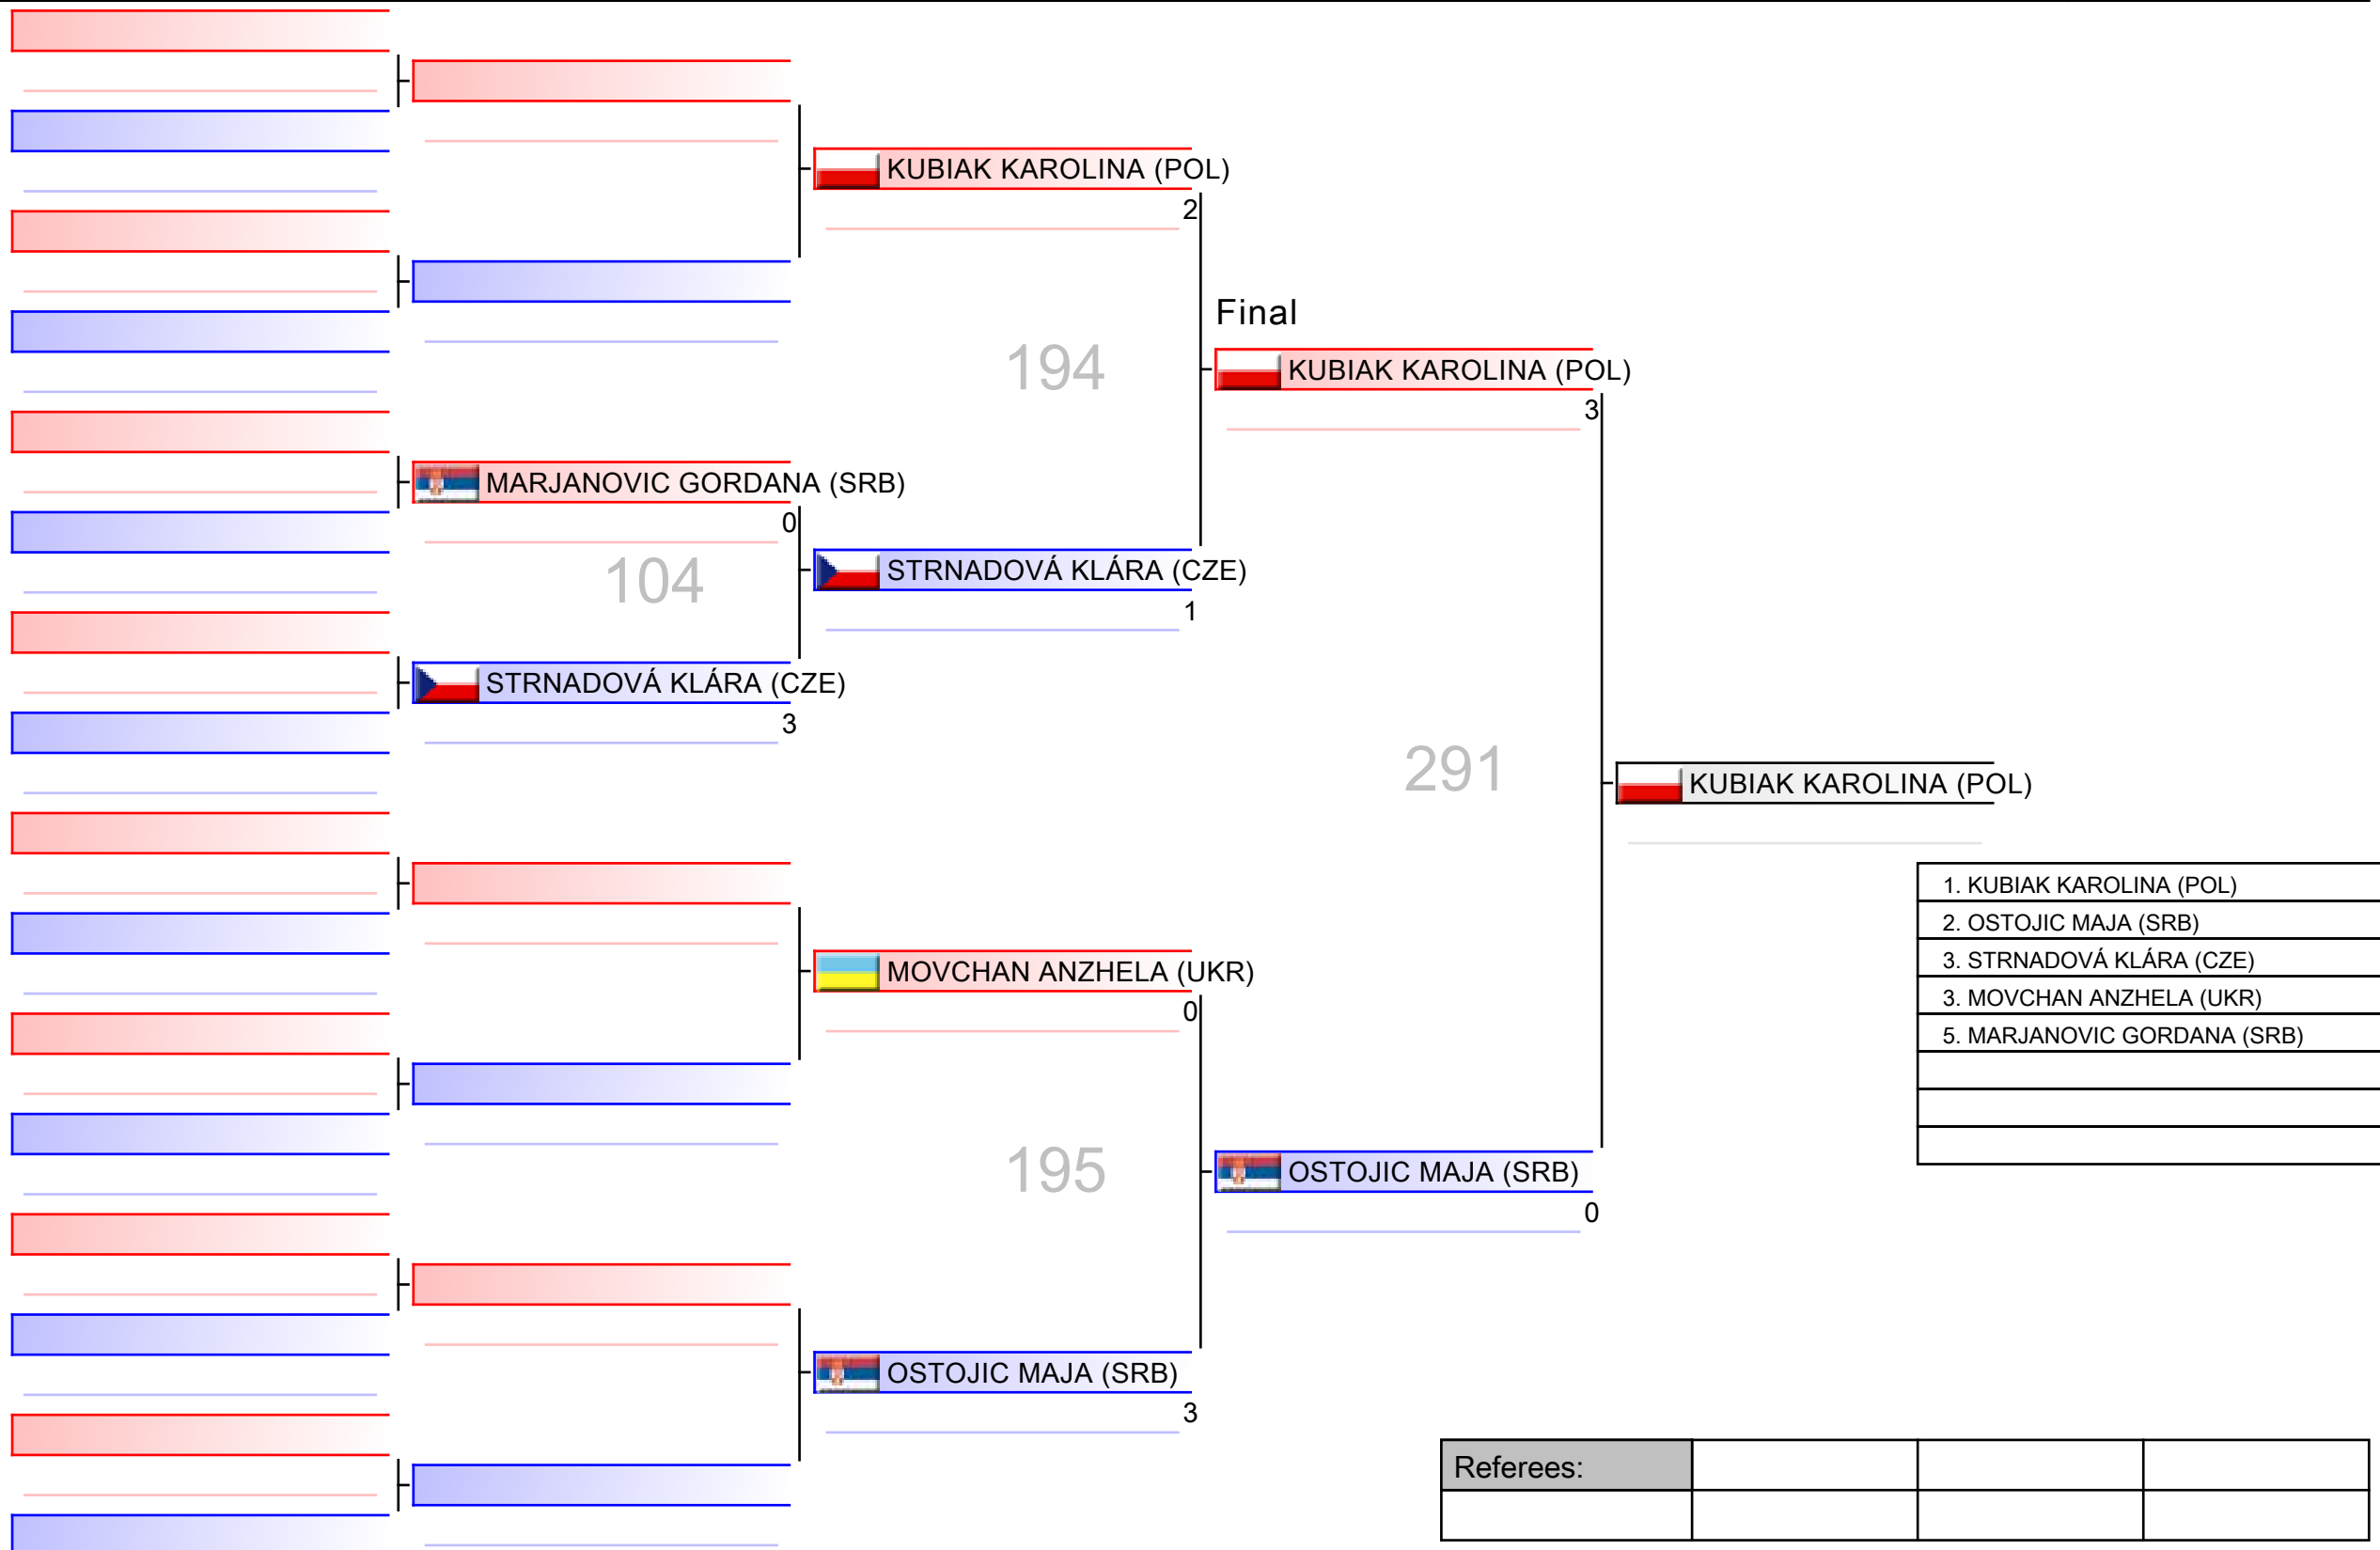 KUBIAK KAROLINA (POL)
2
Final
194
KUBIAK KAROLINA (POL)
3
MARJANOVIC GORDANA (SRB)
0
104
STRNADOVÁ KLÁRA (CZE)
1
STRNADOVÁ KLÁRA (CZE)
3
291
KUBIAK KAROLINA (POL)
1. KUBIAK KAROLINA (POL)
2. OSTOJIC MAJA (SRB)
3. STRNADOVÁ KLÁRA (CZE)
3. MOVCHAN ANZHELA (UKR)
5. MARJANOVIC GORDANA (SRB)
MOVCHAN ANZHELA (UKR)
0
195
OSTOJIC MAJA (SRB)
0
OSTOJIC MAJA (SRB)
3
Referees: